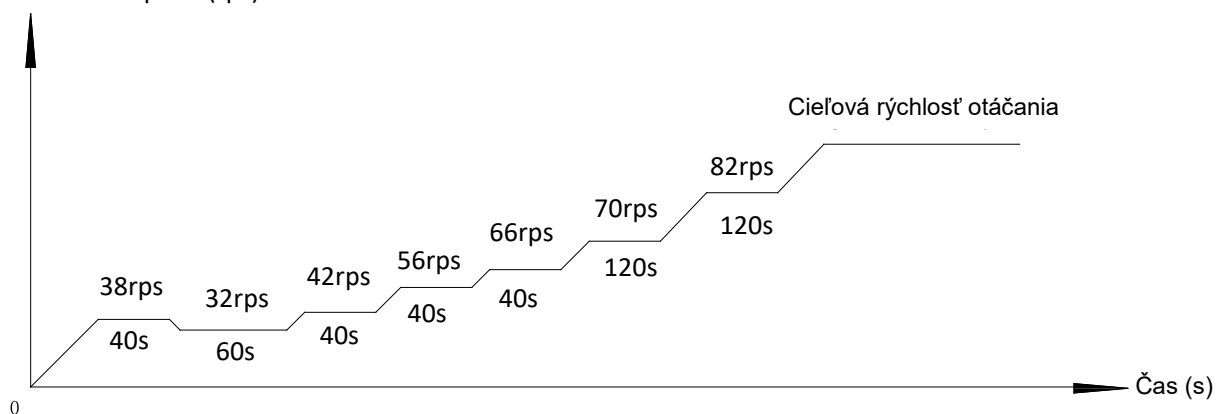 Cieľová rýchlosť otáčania
82rps
120s
70rps
120s
66rps
40s
56rps
40s
42rps
40s
32rps
60s
38rps
40s
Čas (s)
0